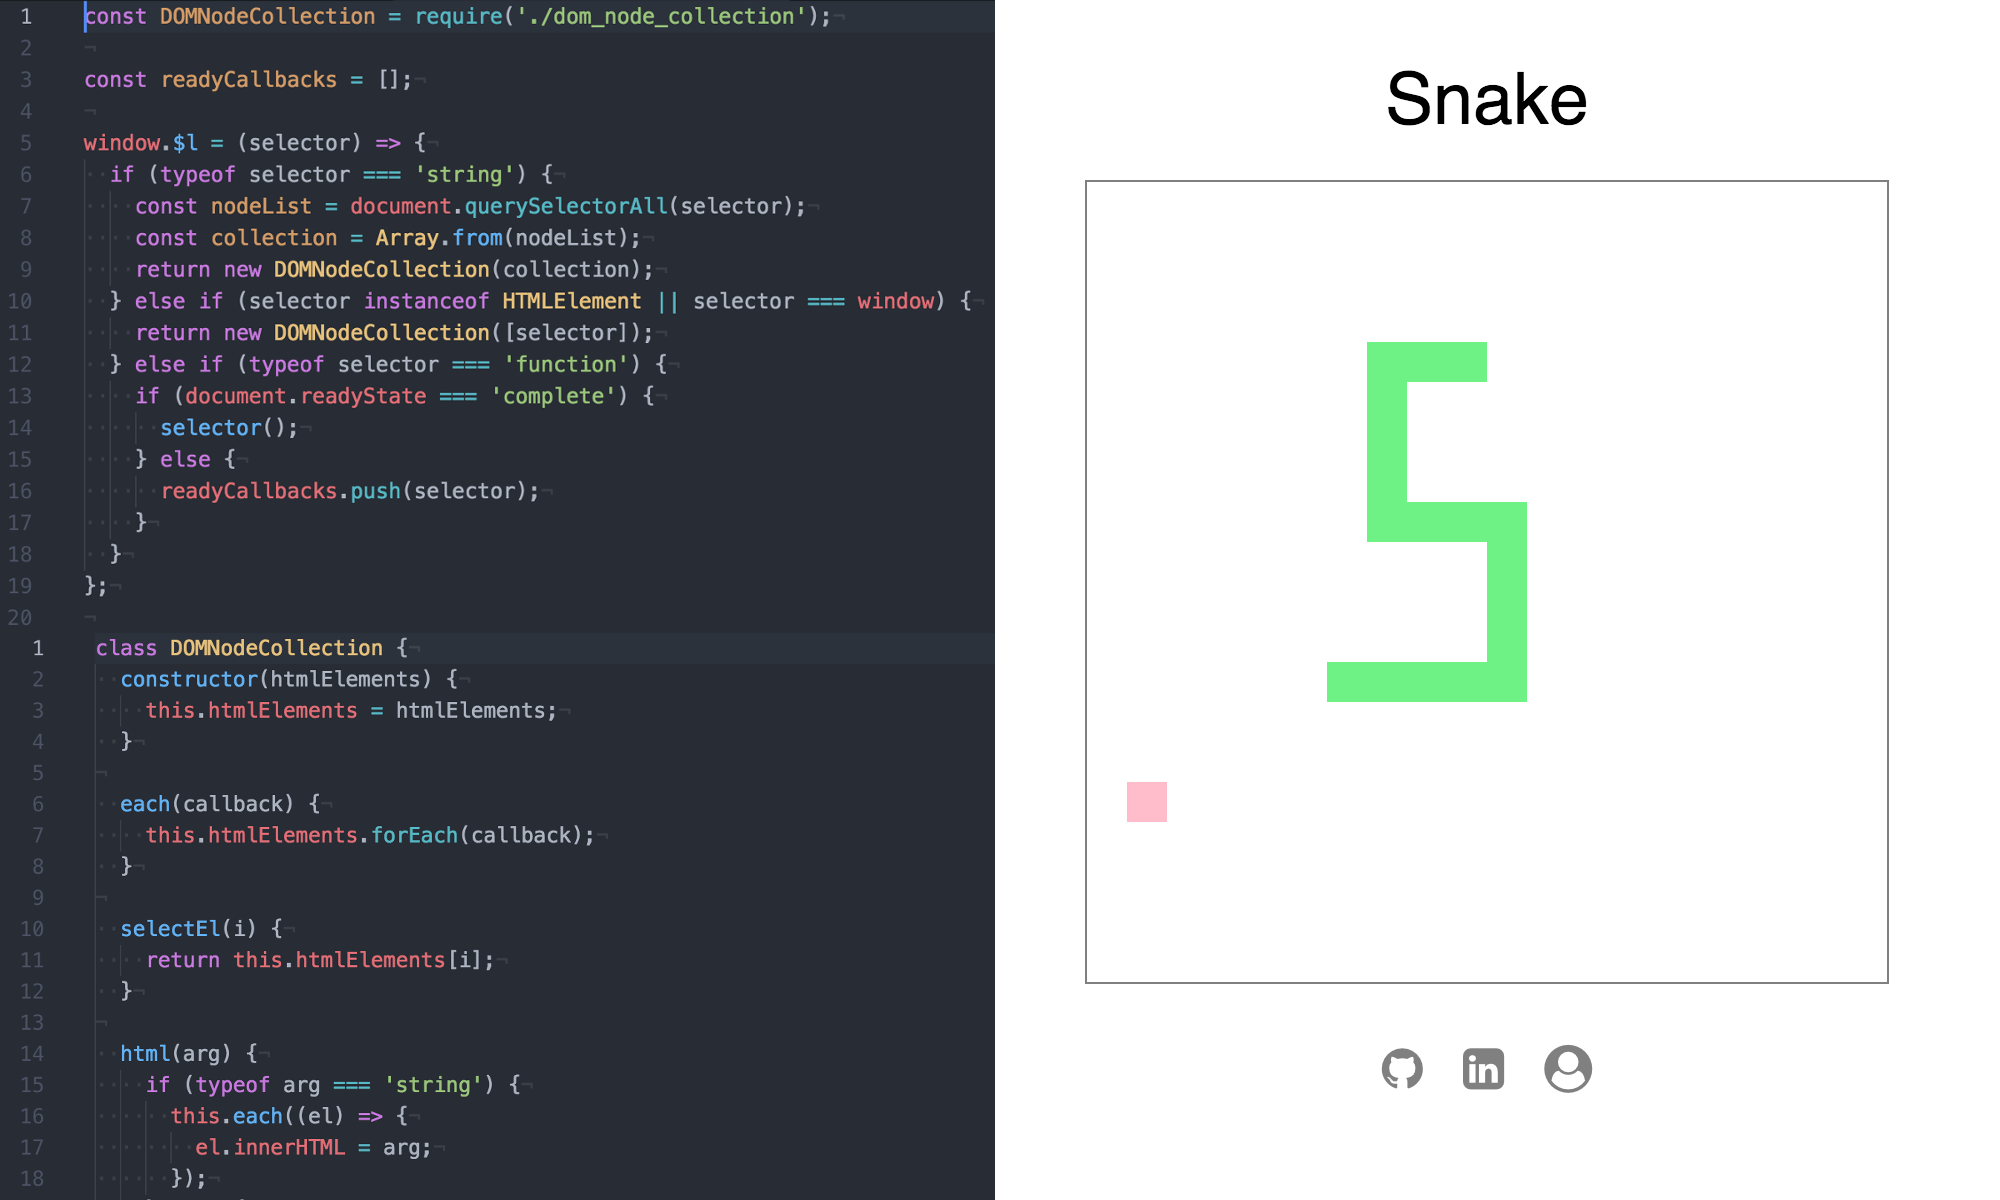 1 const DOMNodeCollection = require('./dom_node_collection');
2
3 const readyCallbacks = [];
4
5 window.$l = (selector) => {
6 if (typeof selector === 'string') {
7 const nodeList = document.querySelectorAll(selector);
8 const collection = Array.from(nodeList);
9 return new DOMNodeCollection(collection);
10 } else if (selector instanceof HTMLElement || selector === window) {
11 return new DOMNodeCollection([selector]);
12 } else if (typeof selector === 'function') {
13 if (document.readyState === 'complete') {
14 selector();
15 } else {
16 readyCallbacks.push(selector);
17 }
18 }
19 };
20
1 class DOMNodeCollection {
2 constructor(htmlElements) {
3 this.htmlElements = htmlElements;
4 }
5
6 each(callback) {
7 this.htmlElements.forEach(callback);
8 }
9
10 selectEl(i) {
11 return this.htmlElements[i];
12 }
13
14 html(arg) {
15 if (typeof arg === 'string') {
16 this.each((el) => {
17 el.innerHTML = arg;
18 });
Snake
in